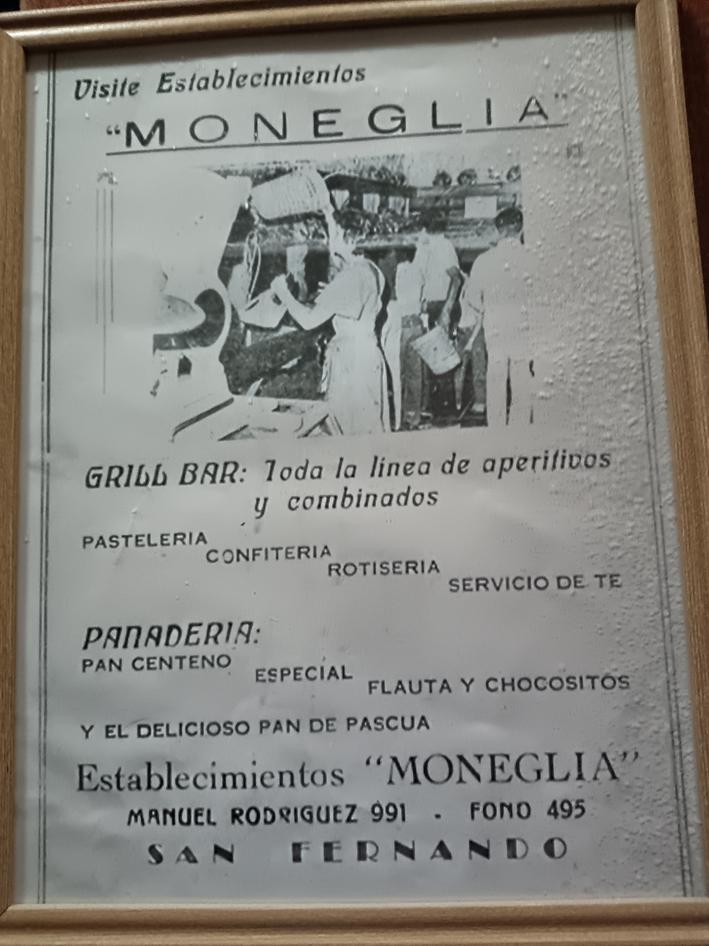 Visite Establecimientos
"MONEGLIA"
GRILL BAR: Toda la línea de aperitivos
y combinados
PASTELERIA
CONFITERIA
ROTISERIA
SERVICIO DE TE
PANADERIA:
PAN CENTENO
ESPECIAL
FLAUTA Y CHOCOSITOS
Y EL DELICIOSO PAN DE PASCUA
Establecimientos "MONEGLIA"
MANUEL RODRIGUEZ 991 - FONO 495
SAN FERNANDO